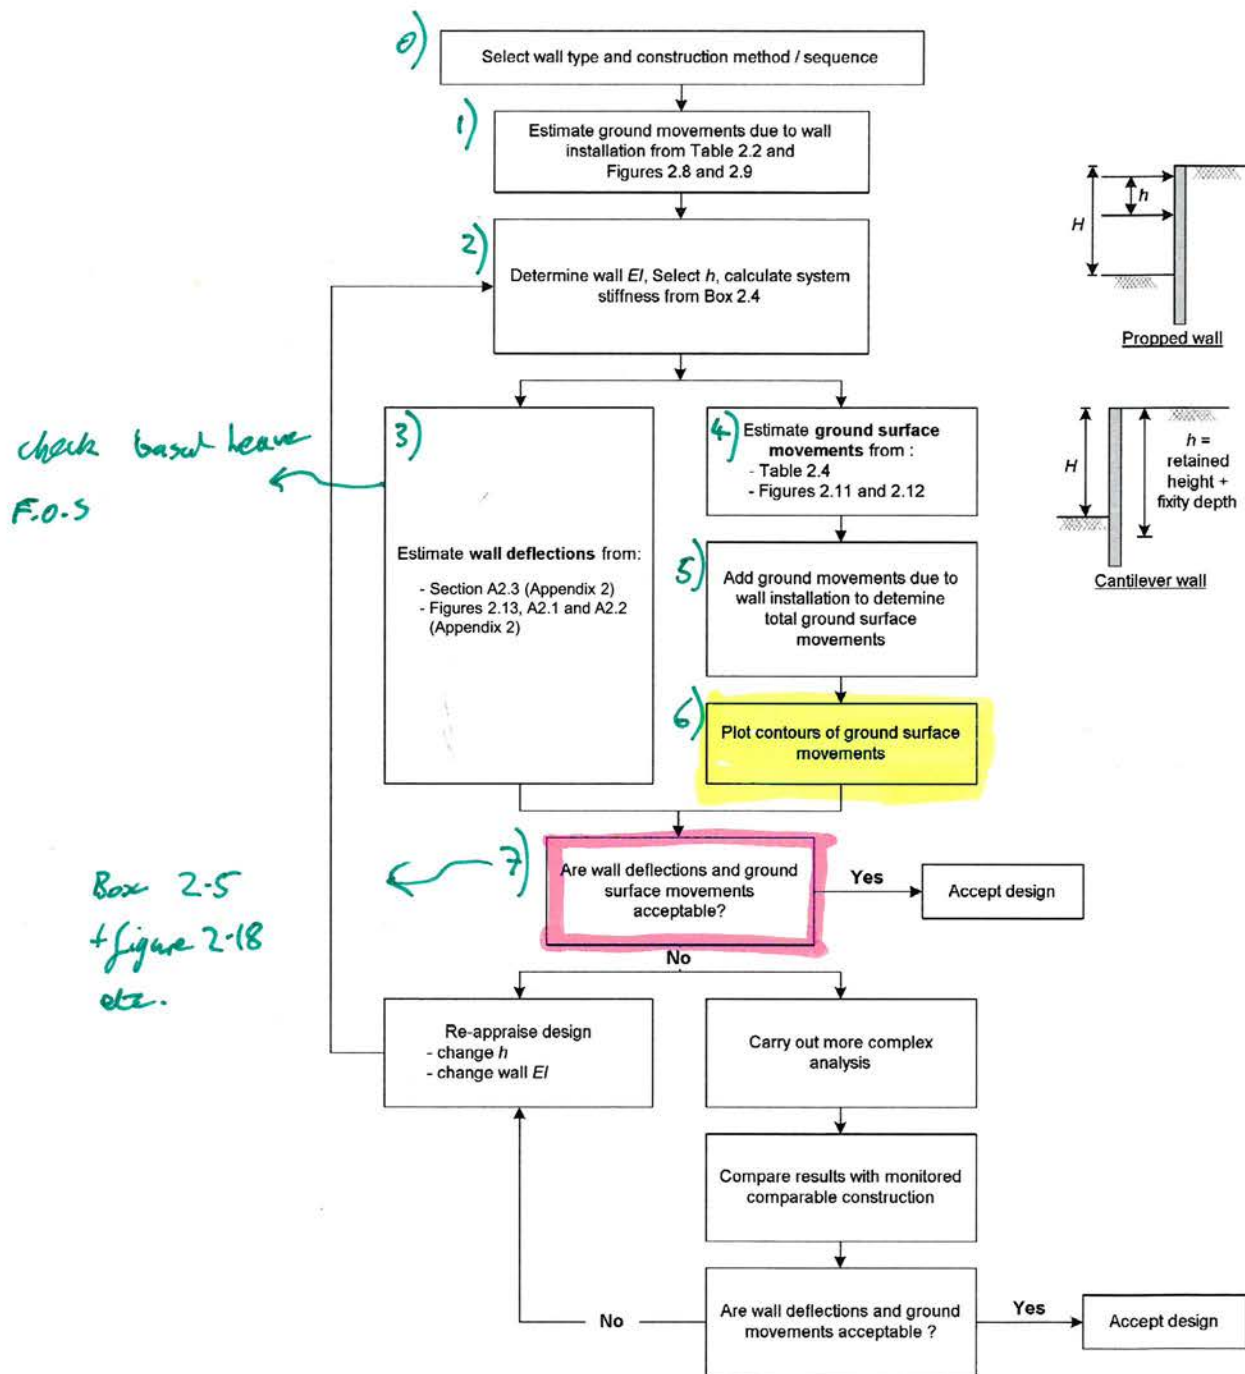 0)
Select wall type and construction method / sequence
1)
Estimate ground movements due to wall
installation from Table 2.2 and
Figures 2.8 and 2.9
2)
Determine wall EI, Select h, calculate system
stiffness from Box 2.4
H
h
Propped wall
H
h =
retained
height +
fixity depth
Cantilever wall
check basal heave
F.O.S
3)
Estimate wall deflections from:
- Section A2.3 (Appendix 2)
- Figures 2.13, A2.1 and A2.2
(Appendix 2)
4)
Estimate ground surface
movements from :
- Table 2.4
- Figures 2.11 and 2.12
5)
Add ground movements due to
wall installation to detemine
total ground surface
movements
6)
Plot contours of ground surface
movements
Box 2.5
+ figure 2.18
etc.
7)
Are wall deflections and ground
surface movements
acceptable?
Yes
Accept design
No
Re-appraise design
- change h
- change wall EI
Carry out more complex
analysis
Compare results with monitored
comparable construction
Are wall deflections and ground
movements acceptable ?
No
Yes
Accept design